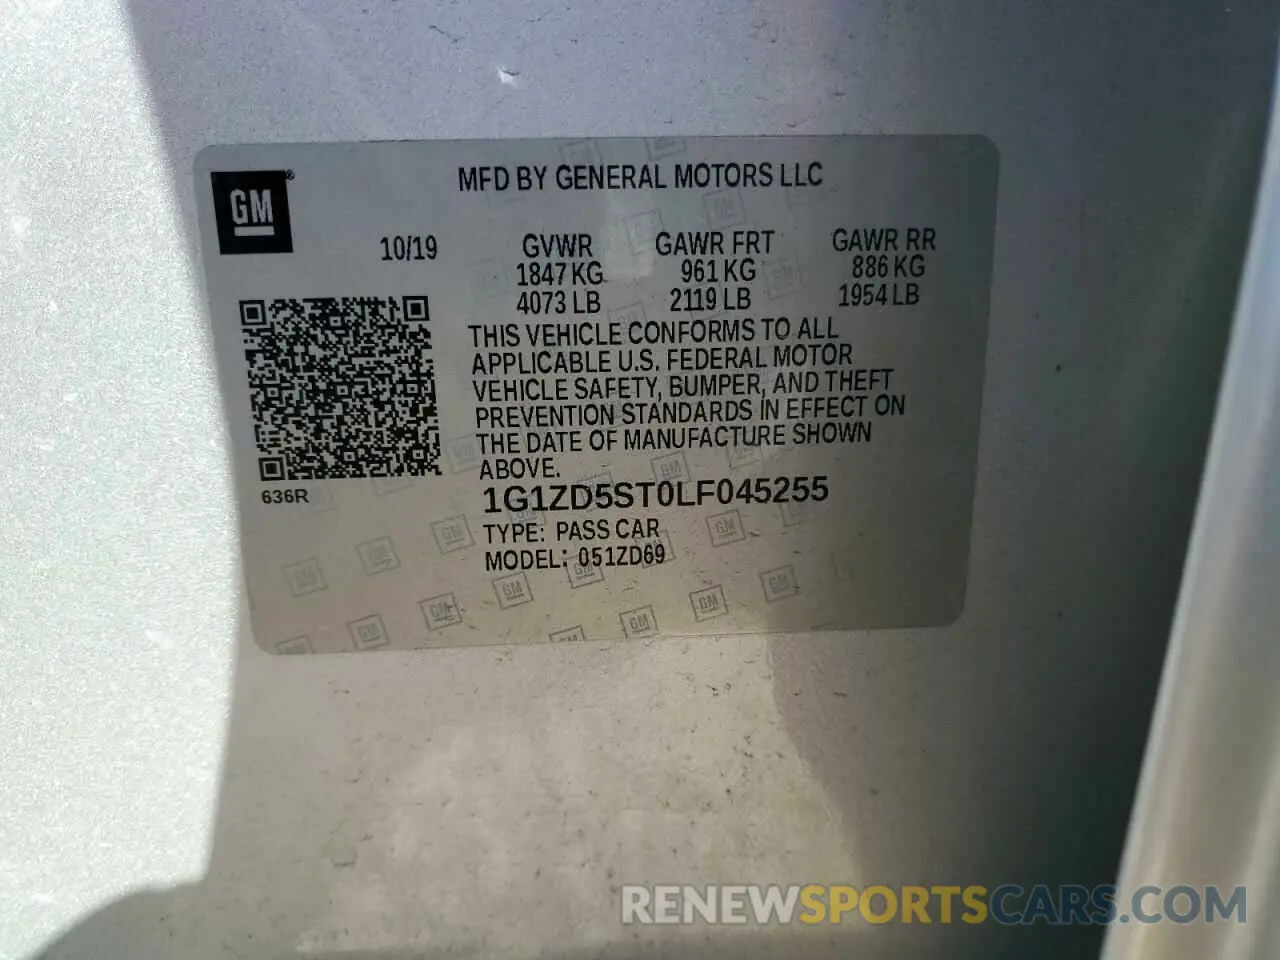 MFD BY GENERAL MOTORS LLC
GM®
10/19 GVWR GAWR FRT GAWR RR
1847 KG 961 KG 886 KG
4073 LB 2119 LB 1954 LB
THIS VEHICLE CONFORMS TO ALL
APPLICABLE U.S. FEDERAL MOTOR
VEHICLE SAFETY, BUMPER, AND THEFT
PREVENTION STANDARDS IN EFFECT ON
THE DATE OF MANUFACTURE SHOWN
ABOVE.
636R
1G1ZD5ST0LF045255
TYPE: PASS CAR
MODEL: 051ZD69
RENEWSPORTSCARS.COM